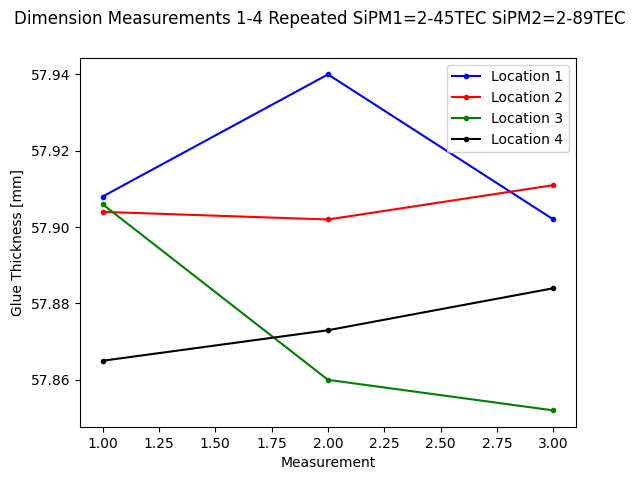 Dimension Measurements 1-4 Repeated SiPM1=2-45TEC SiPM2=2-89TEC
57.94
57.92
57.90
57.88
57.86
Glue Thickness [mm]
Location 1
Location 2
Location 3
Location 4
1.00 1.25 1.50 1.75 2.00 2.25 2.50 2.75 3.00
Measurement